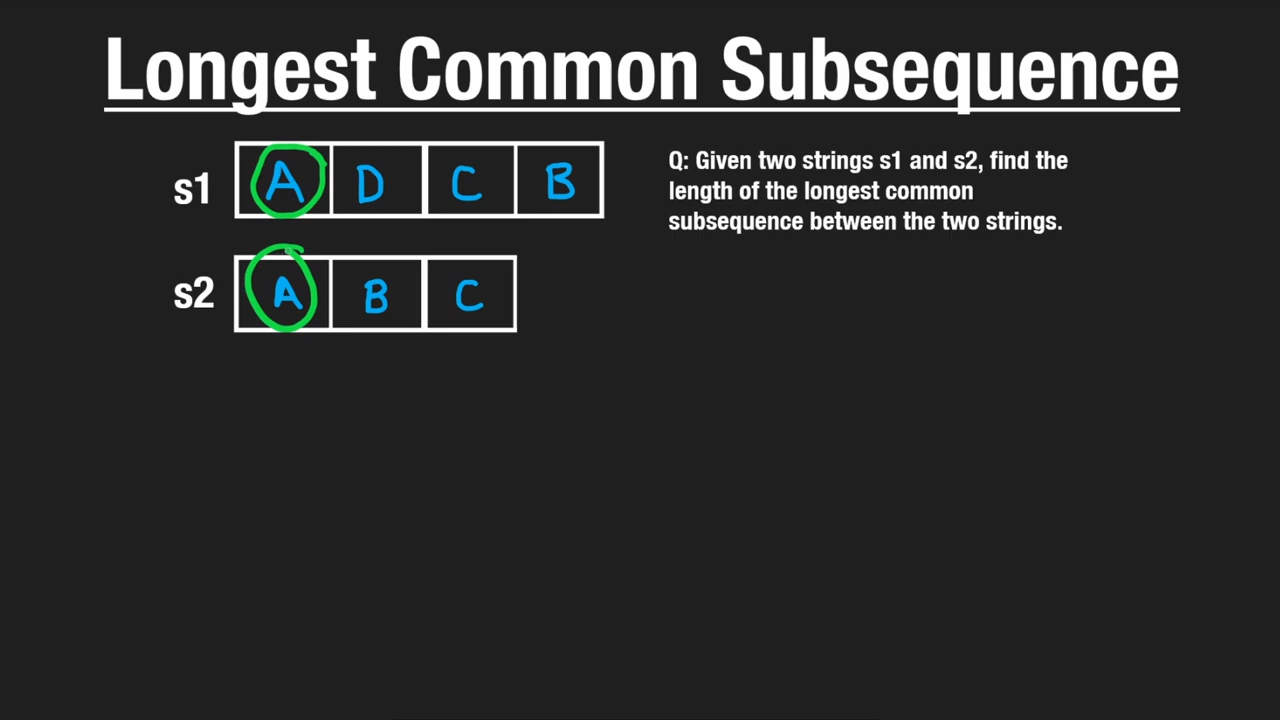 Longest Common Subsequence
s1 A D C B
Q: Given two strings s1 and s2, find the
length of the longest common
subsequence between the two strings.
s2 A B C